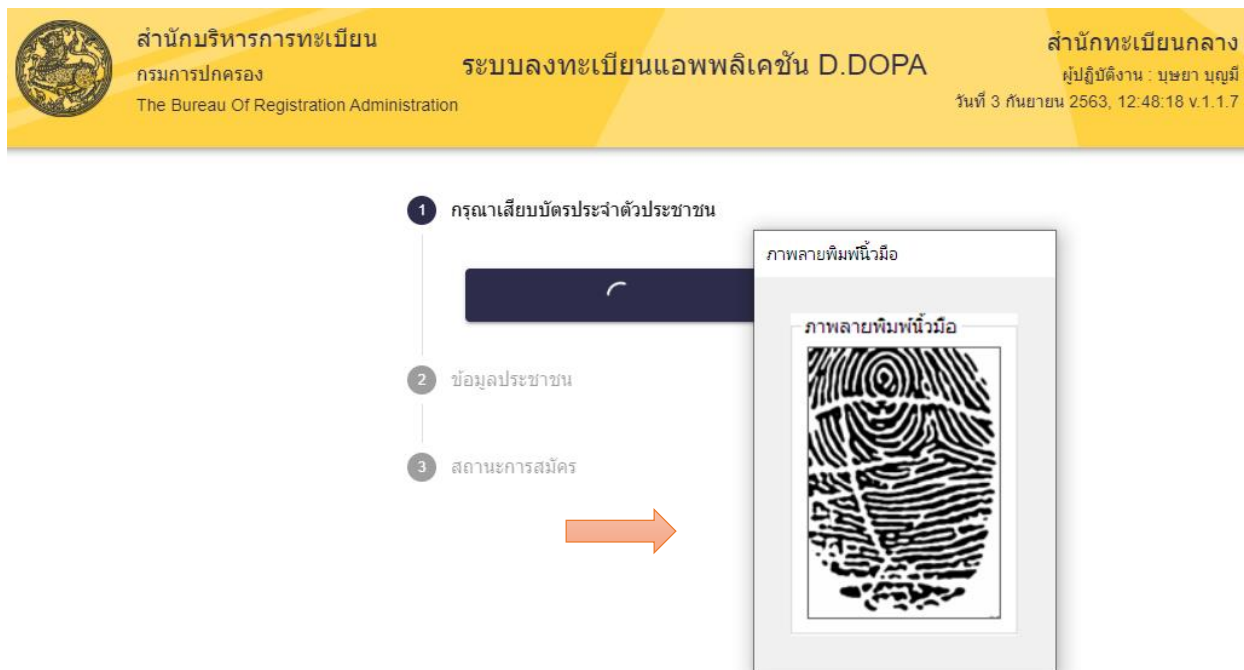 สำนักบริหารการทะเบียน
กรมการปกครอง
The Bureau Of Registration Administration
ระบบลงทะเบียนแอพพลิเคชัน D.DOPA
สำนักทะเบียนกลาง
ผู้ปฏิบัติงาน : บุษยา บุญมี
วันที่ 3 กันยายน 2563, 12:48:18 v.1.1.7
1 กรุณาเสียบบัตรประจำตัวประชาชน
ภาพลายพิมพ์นิ้วมือ
ภาพลายพิมพ์นิ้วมือ
2 ข้อมูลประชาชน
3 สถานะการสมัคร